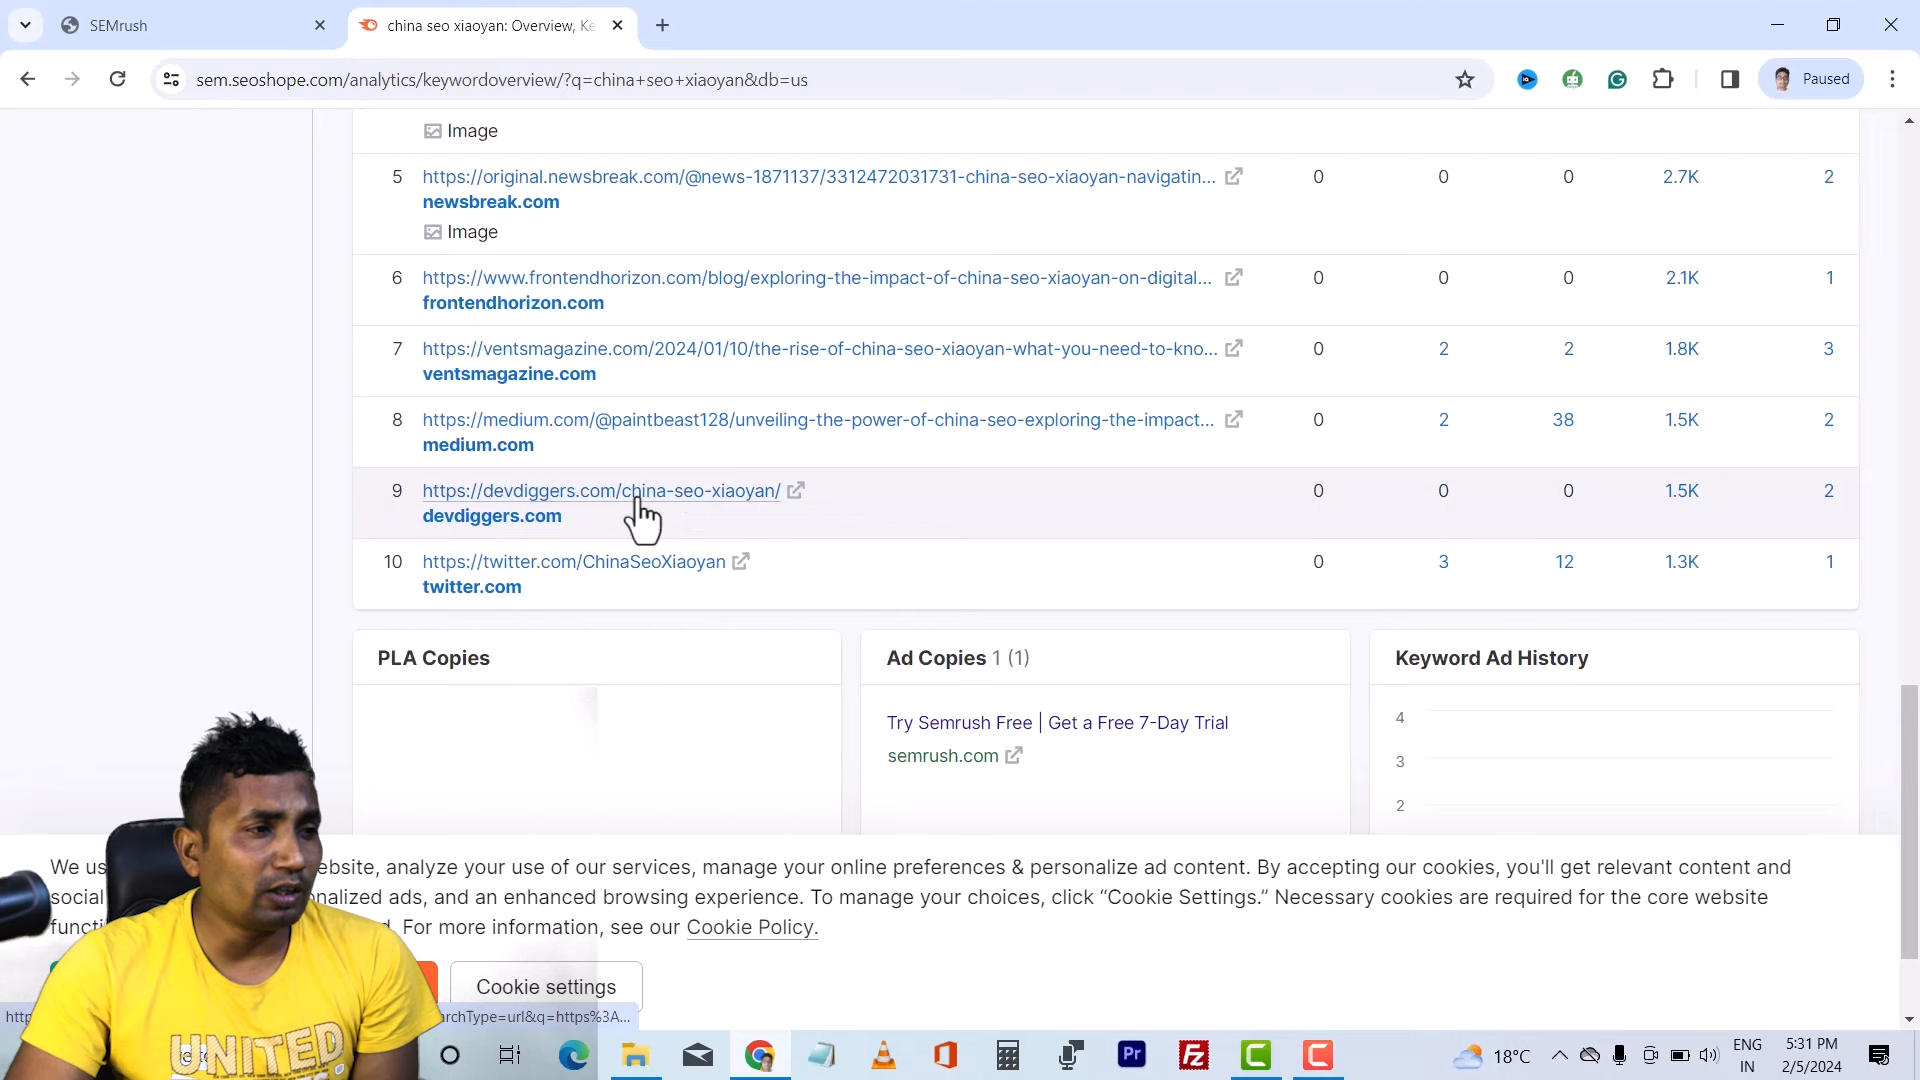 SEMrush
china seo xiaoyan: Overview, Ke
sem.seoshope.com/analytics/keywordoverview/?q=china+seo+xiaoyan&db=us
Paused
Image
5 https://original.newsbreak.com/@news-1871137/3312472031731-china-seo-xiaoyan-navigatin... 0 0 0 2.7K 2
newsbreak.com
Image
6 https://www.frontendhorizon.com/blog/exploring-the-impact-of-china-seo-xiaoyan-on-digital... 0 0 0 2.1K 1
frontendhorizon.com
7 https://ventsmagazine.com/2024/01/10/the-rise-of-china-seo-xiaoyan-what-you-need-to-kno... 0 2 2 1.8K 3
ventsmagazine.com
8 https://medium.com/@paintbeast128/unveiling-the-power-of-china-seo-exploring-the-impact... 0 2 38 1.5K 2
medium.com
9 https://devdiggers.com/china-seo-xiaoyan/ 0 0 0 1.5K 2
devdiggers.com
10 https://twitter.com/ChinaSeoXiaoyan 0 3 12 1.3K 1
twitter.com
PLA Copies
Ad Copies 1 (1)
Try Semrush Free | Get a Free 7-Day Trial
semrush.com
Keyword Ad History
4
3
2
We us ebsite, analyze your use of our services, manage your online preferences & personalize ad content. By accepting our cookies, you'll get relevant content and
social nalized ads, and an enhanced browsing experience. To manage your choices, click “Cookie Settings.” Necessary cookies are required for the core website
functi d. For more information, see our Cookie Policy.
Cookie settings
http archType=url&q=https%3A...
UNITED
Pr
18°C
ENG
IN
5:31 PM
2/5/2024